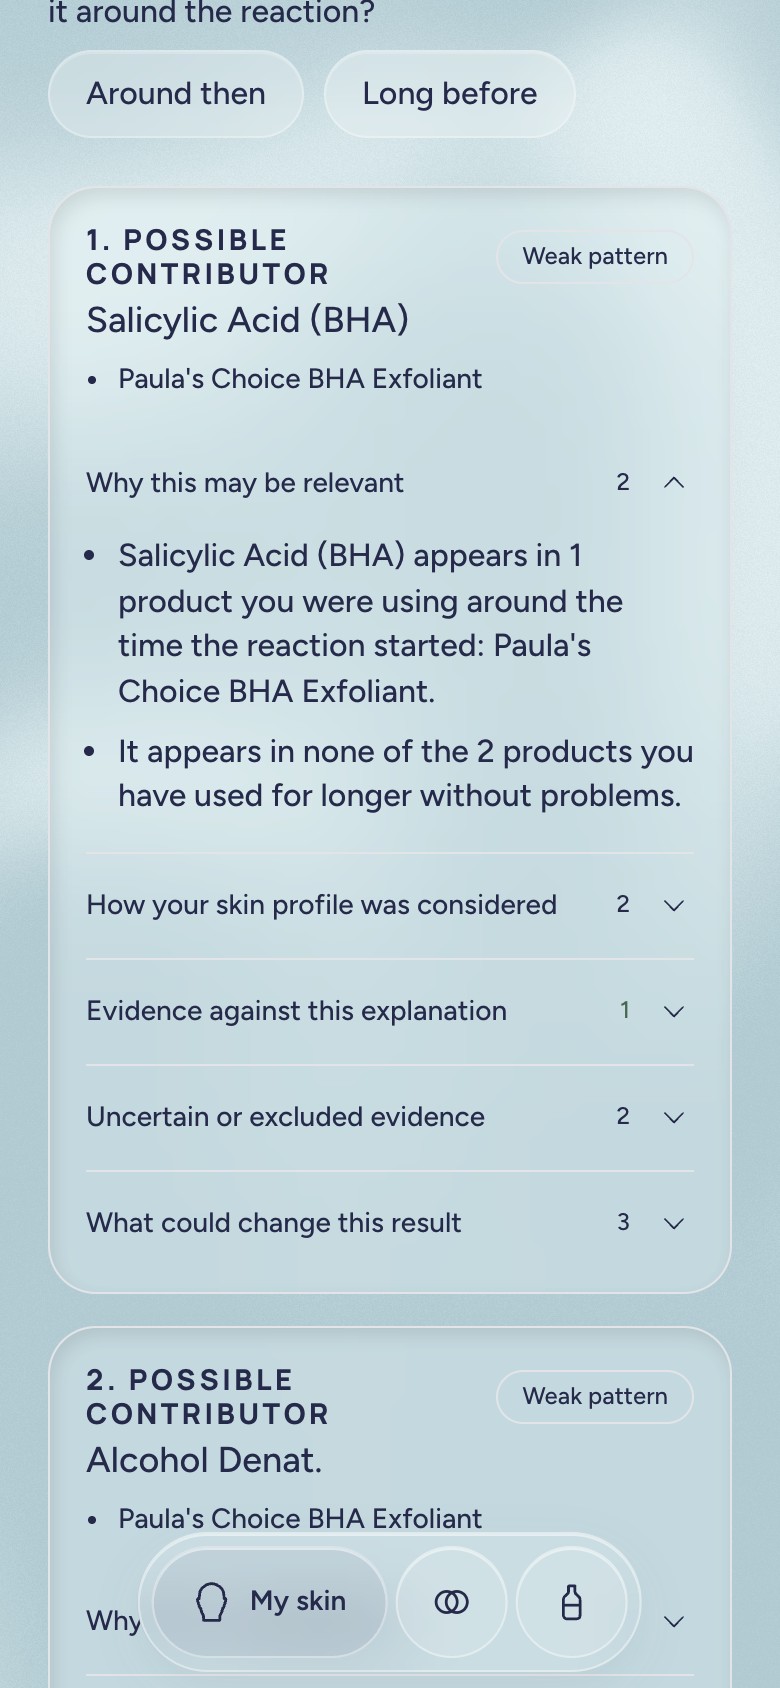 it around the reaction?
Around then
Long before
1. POSSIBLE
CONTRIBUTOR
Weak pattern
Salicylic Acid (BHA)
• Paula's Choice BHA Exfoliant
Why this may be relevant 2
• Salicylic Acid (BHA) appears in 1
product you were using around the
time the reaction started: Paula's
Choice BHA Exfoliant.
• It appears in none of the 2 products you
have used for longer without problems.
How your skin profile was considered 2
Evidence against this explanation 1
Uncertain or excluded evidence 2
What could change this result 3
2. POSSIBLE
CONTRIBUTOR
Weak pattern
Alcohol Denat.
• Paula's Choice BHA Exfoliant
Why
My skin